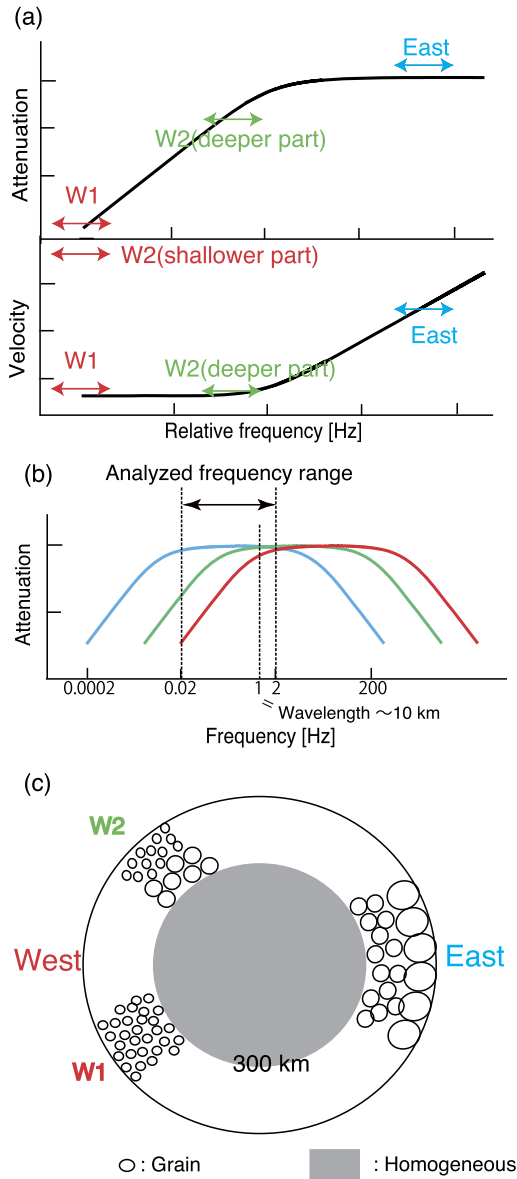 (a)
Attenuation
East
W2(deeper part)
W1
W2(shallower part)
Velocity
W1
W2(deeper part)
East
Relative frequency [Hz]
(b)
Analyzed frequency range
Attenuation
0.0002
0.02
1
2
200
= Wavelength ～10 km
Frequency [Hz]
(c)
W2
West
East
W1
300 km
: Grain
: Homogeneous